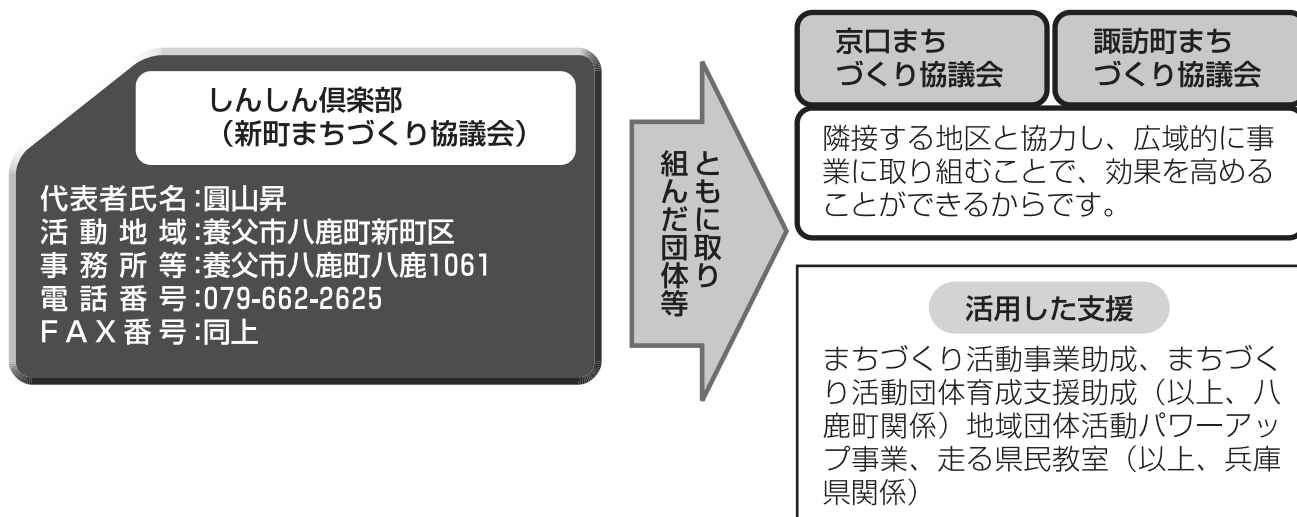 しんしん倶楽部
（新町まちづくり協議会）
代表者氏名：圓山昇
活動地域：養父市八鹿町新町区
事務所等：養父市八鹿町八鹿1061
電話番号：079-662-2625
FAX番号：同上
ともに取り
組んだ団体等
京口まち
づくり協議会
諏訪町まち
づくり協議会
隣接する地区と協力し、広域的に事
業に取り組むことで、効果を高める
ことができるからです。
活用した支援
まちづくり活動事業助成、まちづく
り活動団体育成支援助成（以上、八
鹿町関係）地域団体活動パワーアッ
プ事業、走る県民教室（以上、兵庫
県関係）